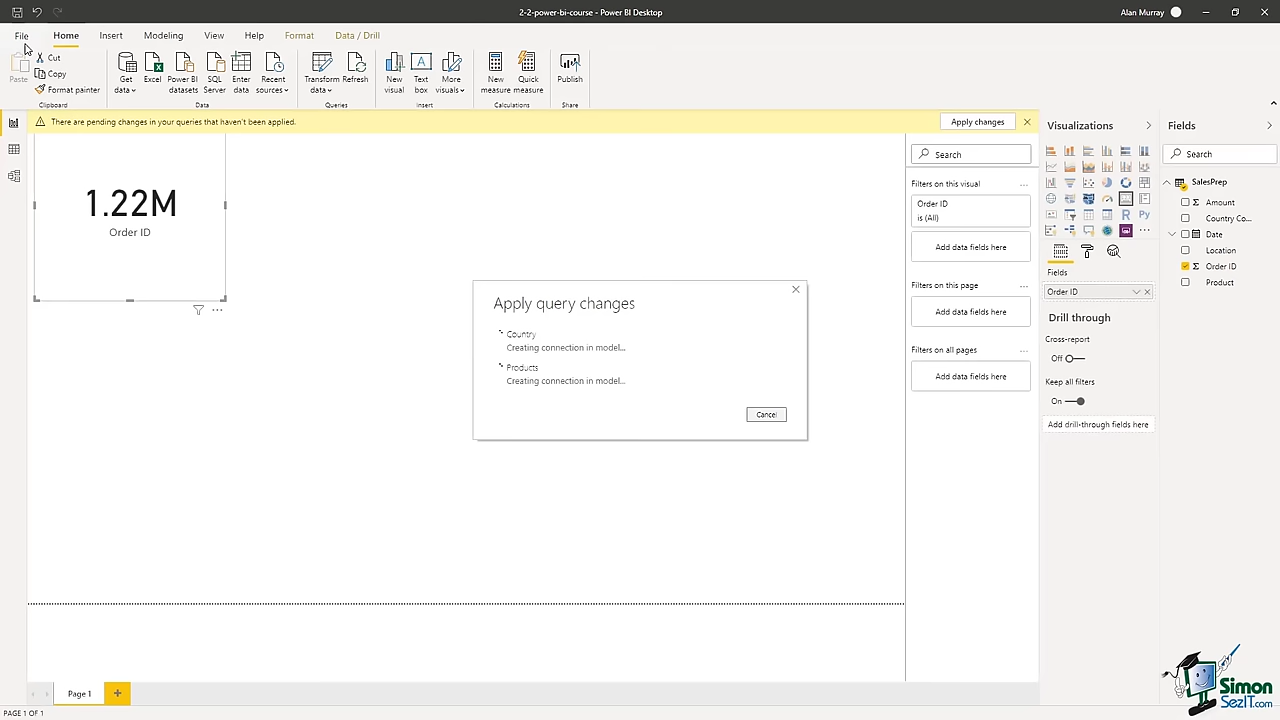 2-2-power-bi-course - Power BI Desktop
Alan Murray
File
Home
Insert
Modeling
View
Help
Format
Data / Drill
Paste
Cut
Copy
Format painter
Clipboard
Get data
Excel
Power BI datasets
SQL Server
Enter data
Recent sources
Data
Transform data
Refresh
Queries
New visual
Text box
More visuals
Insert
New measure
Quick measure
Calculations
Publish
Share
There are pending changes in your queries that haven't been applied.
Apply changes
1.22M
Order ID
Apply query changes
Country
Creating connection in model...
Products
Creating connection in model...
Cancel
Search
Filters on this visual
Order ID
is (All)
Add data fields here
Filters on this page
Add data fields here
Filters on all pages
Add data fields here
Visualizations
R
Py
Fields
Order ID
Drill through
Cross-report
Off
Keep all filters
On
Add drill-through fields here
Fields
Search
SalesPrep
Σ Amount
Country Co...
Date
Location
Σ Order ID
Product
Page 1
+
PAGE 1 OF 1
Simon
SezIT.com